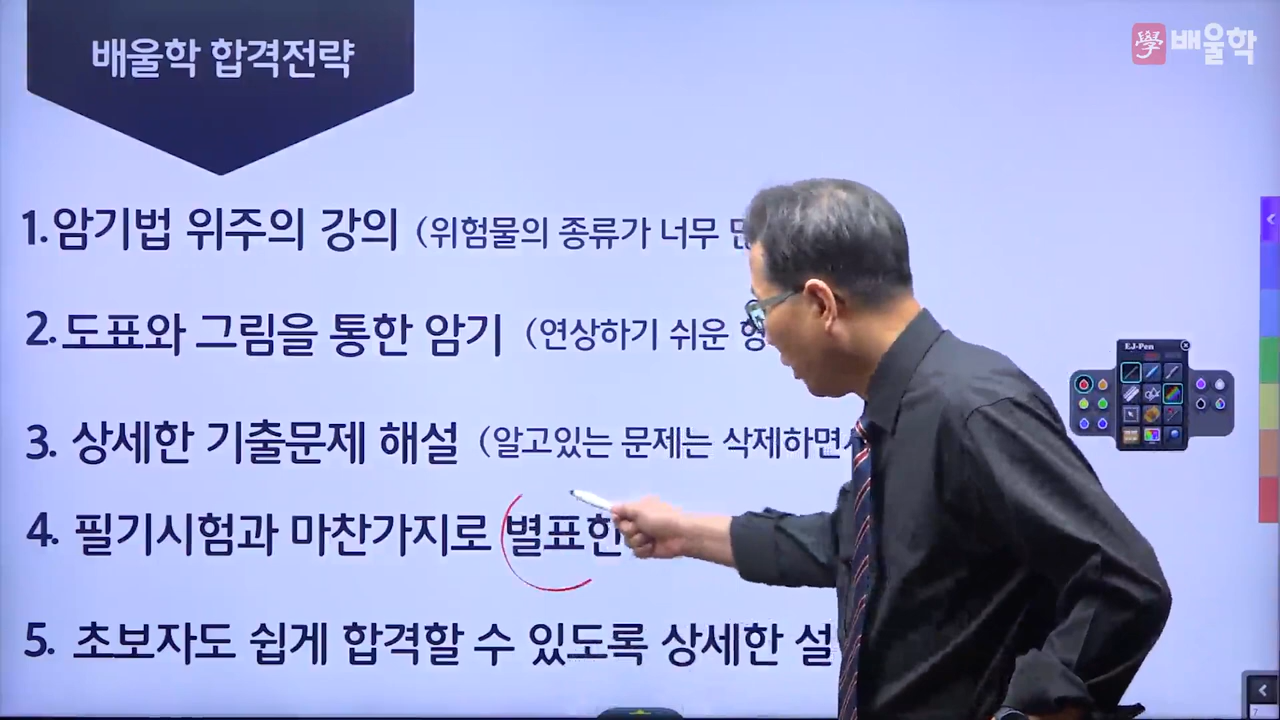 배울학 합격전략
學 배울학
1. 암기법 위주의 강의 (위험물의 종류가 너무
2. 도표와 그림을 통한 암기 (연상하기 쉬운
EJ-Pen
3. 상세한 기출문제 해설 (알고있는 문제는 삭제하면서
4. 필기시험과 마찬가지로 별표한
5. 초보자도 쉽게 합격할 수 있도록 상세한
7